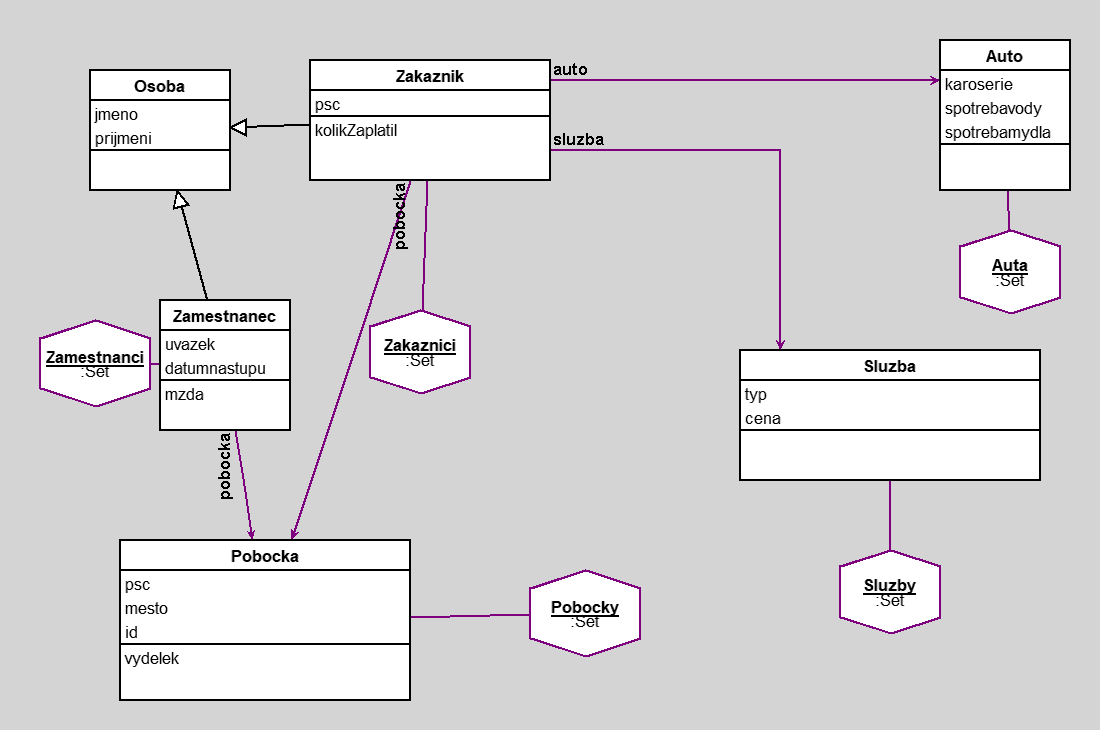 Osoba
jmeno
prijmeni
Zakaznik
psc
kolikZaplatil
auto
sluzba
pobocka
Auto
karoserie
spotrebavody
spotrebamydla
Auta
:Set
Zamestnanec
uvazek
datumnastupu
mzda
Zamestnanci
:Set
Zakaznici
:Set
Sluzba
typ
cena
pobocka
Pobocka
psc
mesto
id
vydelek
Pobocky
:Set
Sluzby
:Set